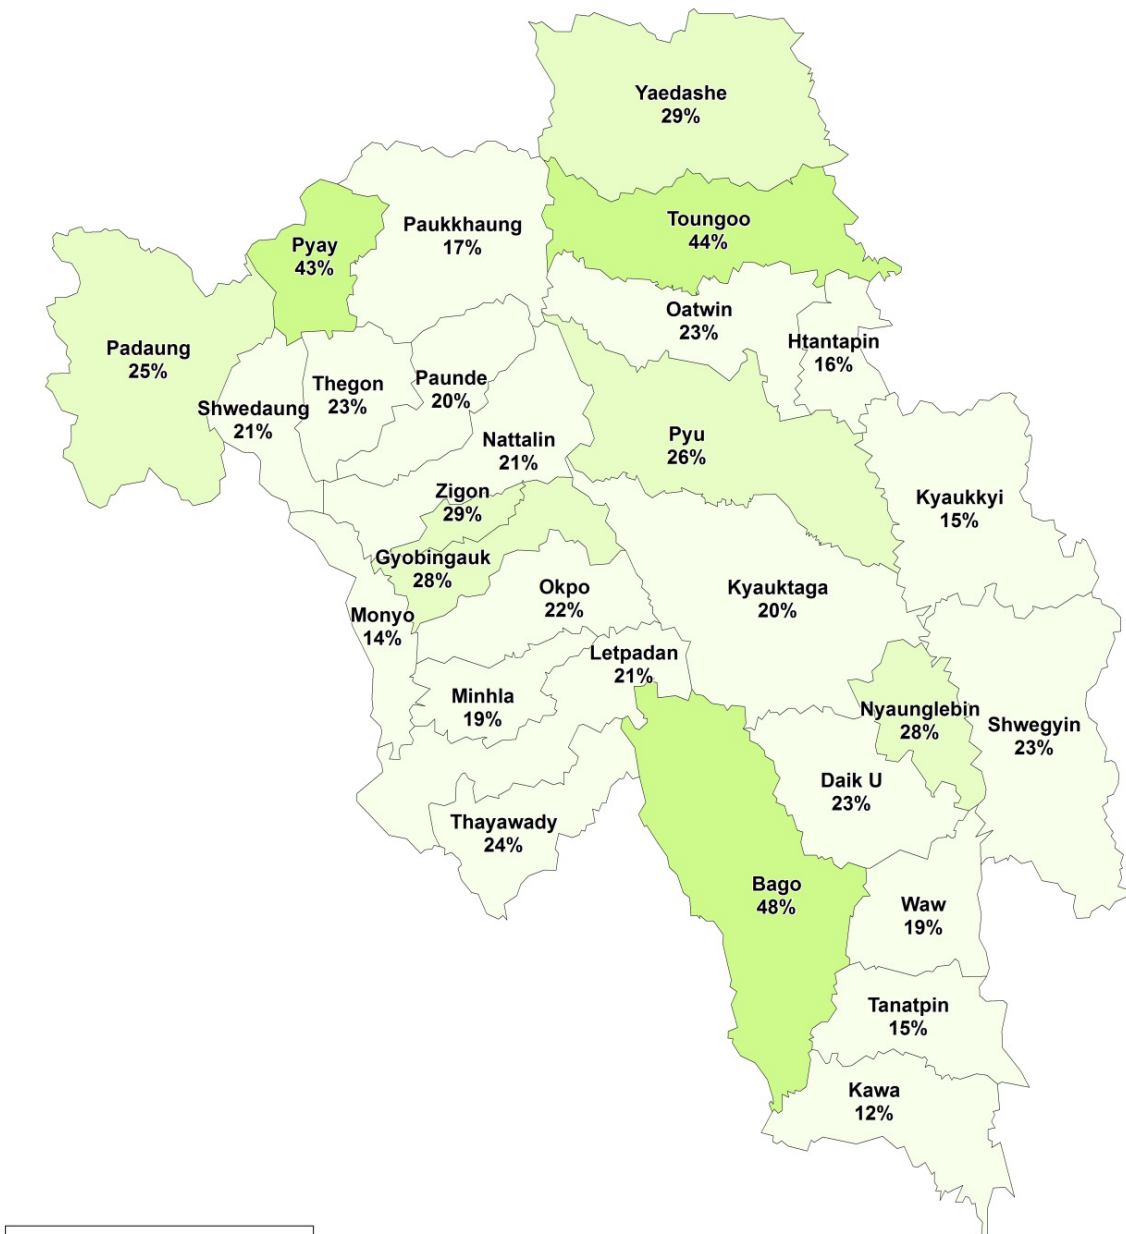 Yaedashe
29%
Toungoo
44%
Paukkhaung
17%
Pyay
43%
Oatwin
23%
Htantapin
16%
Padaung
25%
Thegon
23%
Paunde
20%
Shwedaung
21%
Pyu
26%
Nattalin
21%
Kyaukkyi
15%
Zigon
29%
Gyobingauk
28%
Okpo
22%
Kyauktaga
20%
Monyo
14%
Letpadan
21%
Minhla
19%
Nyaunglebin
28%
Shwegyin
23%
Daik U
23%
Thayawady
24%
Bago
48%
Waw
19%
Tanatpin
15%
Kawa
12%